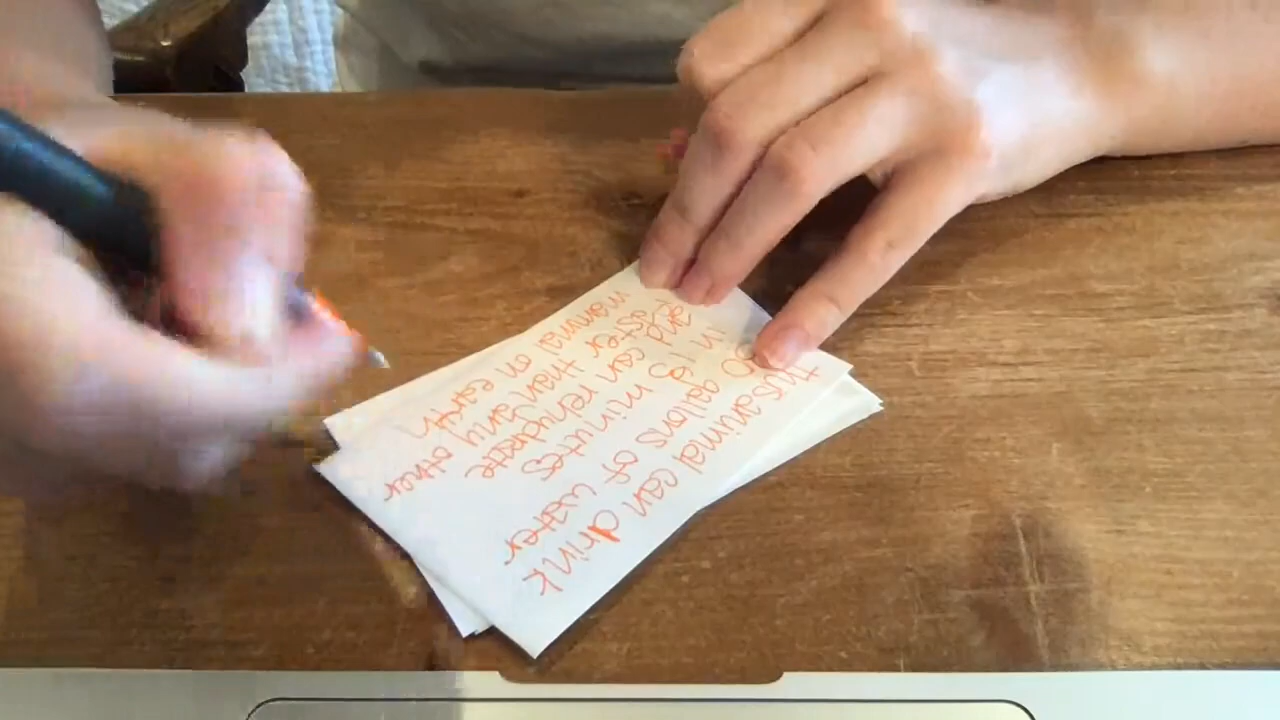 this animal can drink
30 gallons of water
in 13 minutes
and can rehydrate
faster than any other
mammal on earth